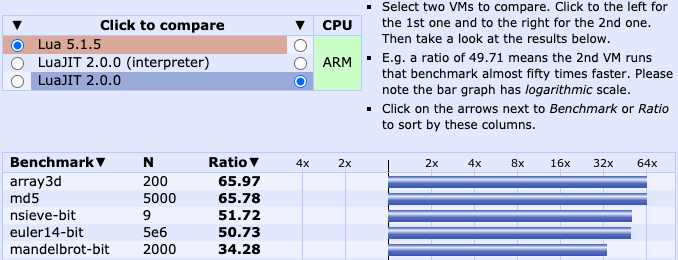 ▼ Click to compare ▼ CPU
Lua 5.1.5
LuaJIT 2.0.0 (interpreter) ARM
LuaJIT 2.0.0
▪ Select two VMs to compare. Click to the left for
the 1st one and to the right for the 2nd one.
Then take a look at the results below.
▪ E.g. a ratio of 49.71 means the 2nd VM runs
that benchmark almost fifty times faster. Please
note the bar graph has logarithmic scale.
▪ Click on the arrows next to Benchmark or Ratio
to sort by these columns.
Benchmark▼ N Ratio▼ 4x 2x 2x 4x 8x 16x 32x 64x
array3d 200 65.97
md5 5000 65.78
nsieve-bit 9 51.72
euler14-bit 5e6 50.73
mandelbrot-bit 2000 34.28